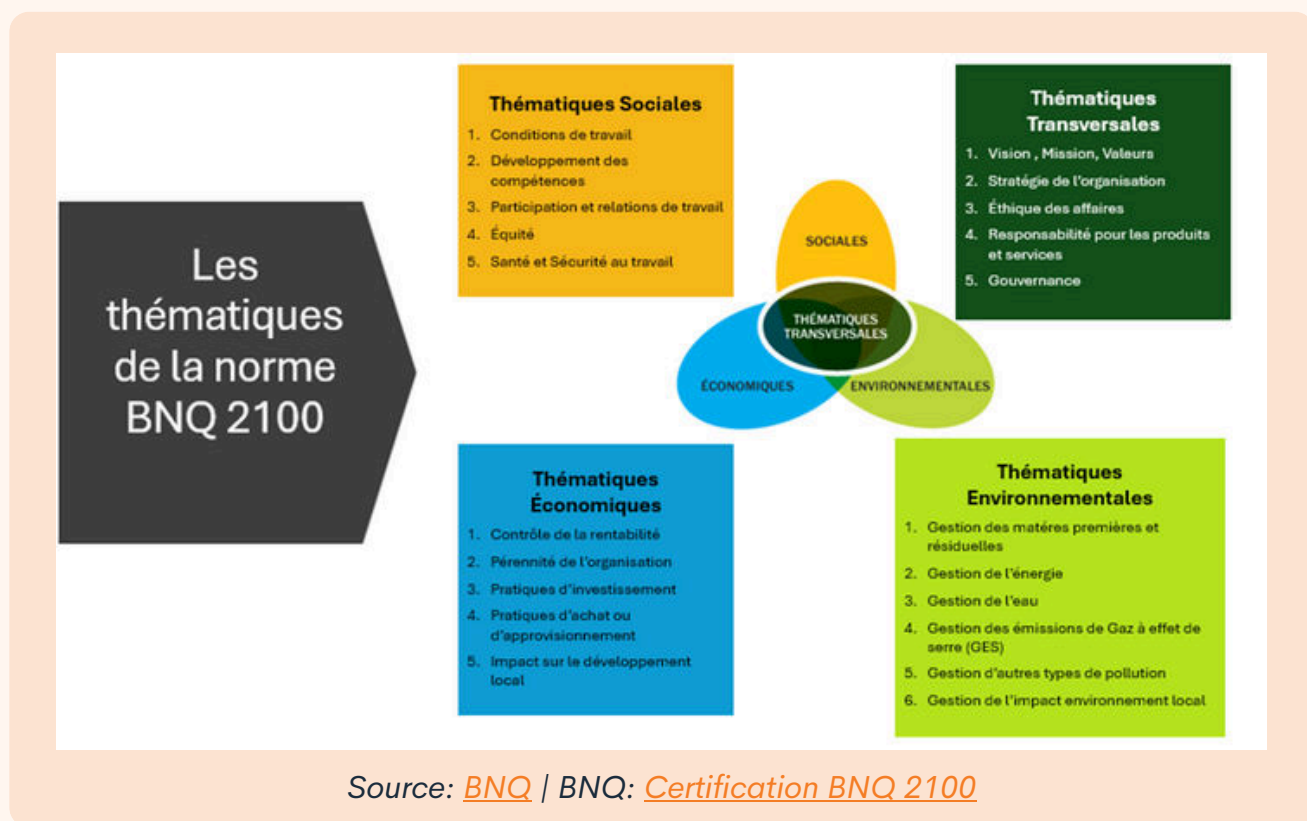 Les
thématiques
de la norme
BNQ 2100
Thématiques Sociales
1. Conditions de travail
2. Développement des
compétences
3. Participation et relations de travail
4. Équité
5. Santé et Sécurité au travail
Thématiques
Transversales
1. Vision , Mission, Valeurs
2. Stratégie de l'organisation
3. Éthique des affaires
4. Responsabilité pour les produits
et services
5. Gouvernance
SOCIALES
THÉMATIQUES
TRANSVERSALES
ÉCONOMIQUES
ENVIRONNEMENTALES
Thématiques
Économiques
1. Contrôle de la rentabilité
2. Pérennité de l'organisation
3. Pratiques d'investissement
4. Pratiques d'achat ou
d'approvisionnement
5. Impact sur le développement
local
Thématiques
Environnementales
1. Gestion des matéres premières et
résiduelles
2. Gestion de l'énergie
3. Gestion de l'eau
4. Gestion des émissions de Gaz à effet de
serre (GES)
5. Gestion d'autres types de pollution
6. Gestion de l'impact environnement local
Source: BNQ | BNQ: Certification BNQ 2100